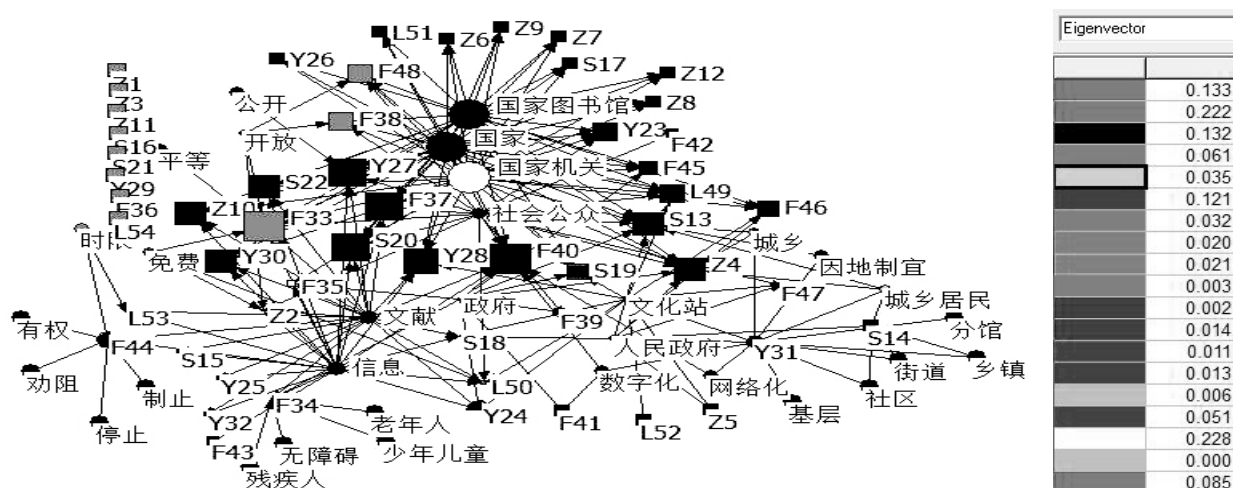 L51
Z6
Z9
Z7
Y26
F48
S17
Z12
公开
国家图书馆
Z8
F38
国家
Y23
F42
开放
国家机关
F45
平等
Y27
S22
F37
L49
Z10
F33
社会公众
S13
F46
S20
城乡
F40
免费
Y30
Y28
S19
Z4
因地制宜
F35
政府
文化站
F47
城乡居民
Z2
文献
F39
有权
L53
S18
人民政府
Y31
S14
分馆
F44
S15
信息
L50
数字化
网络化
街道
乡镇
劝阻
制止
Y25
Y24
F41
L52
Z5
基层
社区
停止
Y32
F34
老年人
F43
无障碍
少年儿童
残疾人
Z1
Z3
Z11
S16
S21
Y29
F36
L54
Eigenvector
0.133
0.222
0.132
0.061
0.035
0.121
0.032
0.020
0.021
0.003
0.002
0.014
0.011
0.013
0.006
0.051
0.228
0.000
0.085